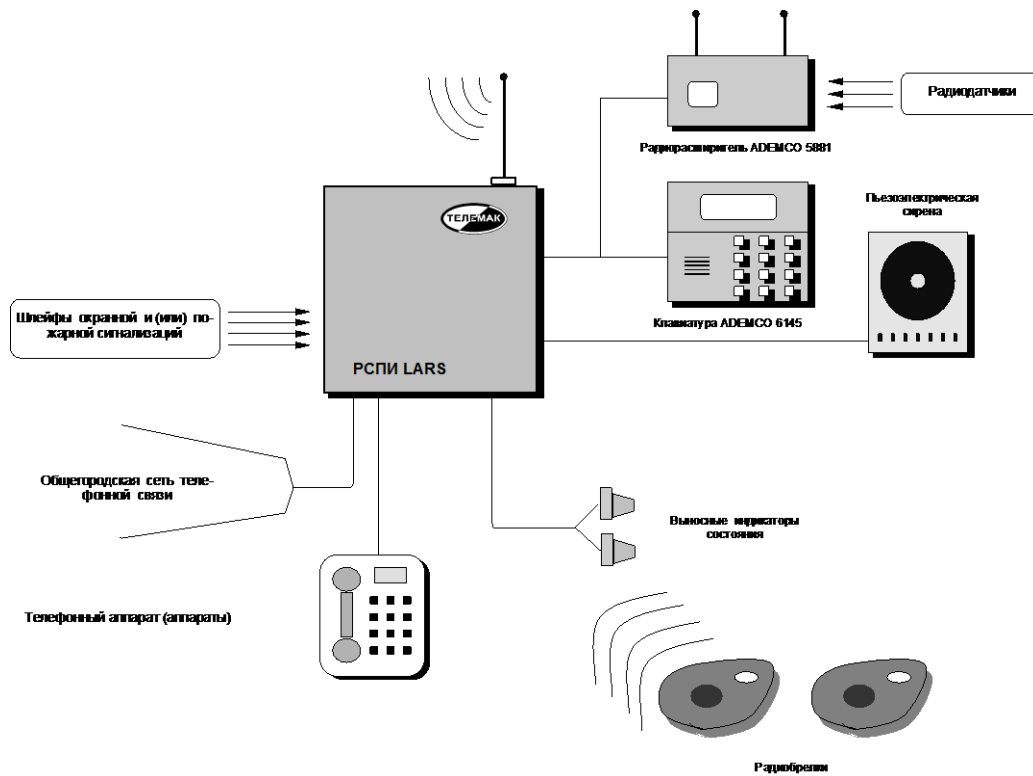 Радиодатчики
Радиорасширитель ADEMCO 5881
Пьезоэлектрическая
сирена
ТЕЛЕМАК
Шлейфы охранной и (или) по-
жарной сигнализаций
Клавиатура ADEMCO 6145
РСПИ LARS
Общегородская сеть теле-
фонной связи
Выносные индикаторы
состояния
Телефонный аппарат (аппараты)
Радиобрелки